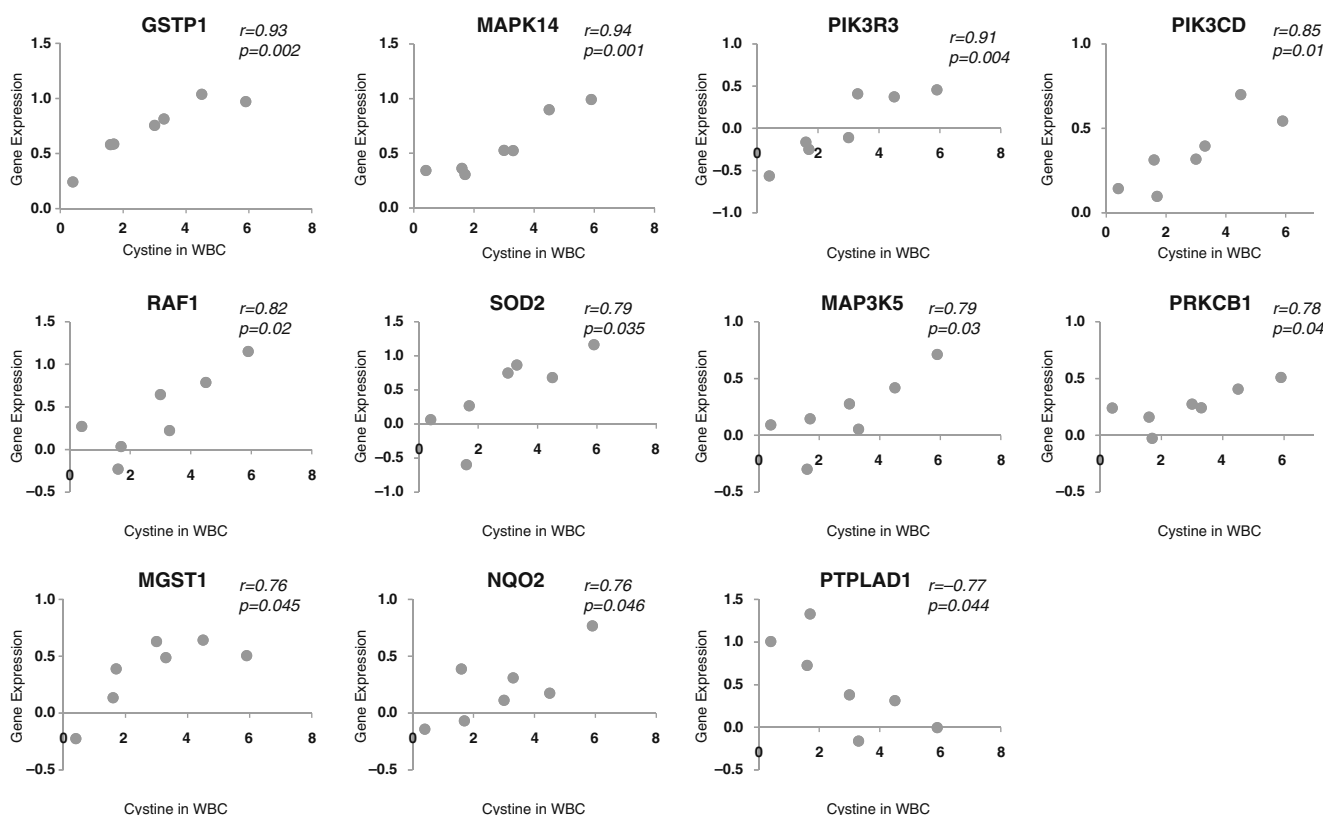 GSTP1
r=0.93
p=0.002
1.5
1.0
0.5
0.0
Gene Expression
0 2 4 6 8
Cystine in WBC
MAPK14
r=0.94
p=0.001
1.5
1.0
0.5
0.0
Gene Expression
0 2 4 6 8
Cystine in WBC
PIK3R3
r=0.91
p=0.004
1.0
0.5
0.0
−0.5
−1.0
Gene Expression
0 2 4 6 8
Cystine in WBC
PIK3CD
r=0.85
p=0.01
1.0
0.5
0.0
Gene Expression
0 2 4 6
Cystine in WBC
RAF1
r=0.82
p=0.02
1.5
1.0
0.5
0.0
−0.5
Gene Expression
0 2 4 6 8
Cystine in WBC
SOD2
r=0.79
p=0.035
1.5
1.0
0.5
0.0
−0.5
−1.0
Gene Expression
0 2 4 6 8
Cystine in WBC
MAP3K5
r=0.79
p=0.03
1.0
0.5
0.0
−0.5
Gene Expression
0 2 4 6 8
Cystine in WBC
PRKCB1
r=0.78
p=0.04
1.0
0.5
0.0
−0.5
Gene Expression
0 2 4 6
Cystine in WBC
MGST1
r=0.76
p=0.045
1.0
0.5
0.0
−0.5
Gene Expression
0 2 4 6 8
Cystine in WBC
NQO2
r=0.76
p=0.046
1.0
0.5
0.0
−0.5
Gene Expression
0 2 4 6 8
Cystine in WBC
PTPLAD1
r=−0.77
p=0.044
1.5
1.0
0.5
0.0
−0.5
Gene Expression
0 2 4 6 8
Cystine in WBC